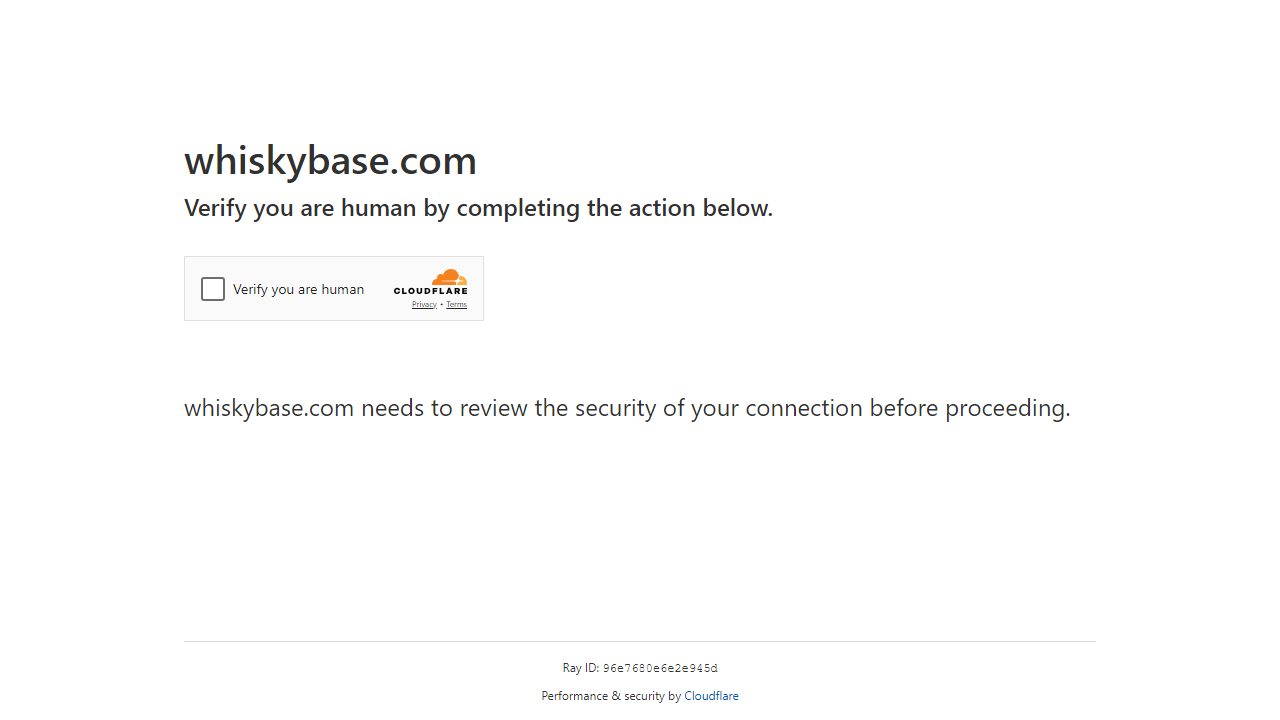 whiskybase.com
Verify you are human by completing the action below.
Verify you are human
CLOUDFLARE
Privacy • Terms
whiskybase.com needs to review the security of your connection before proceeding.
Ray ID: 96e7680e6e2e945d
Performance & security by Cloudflare